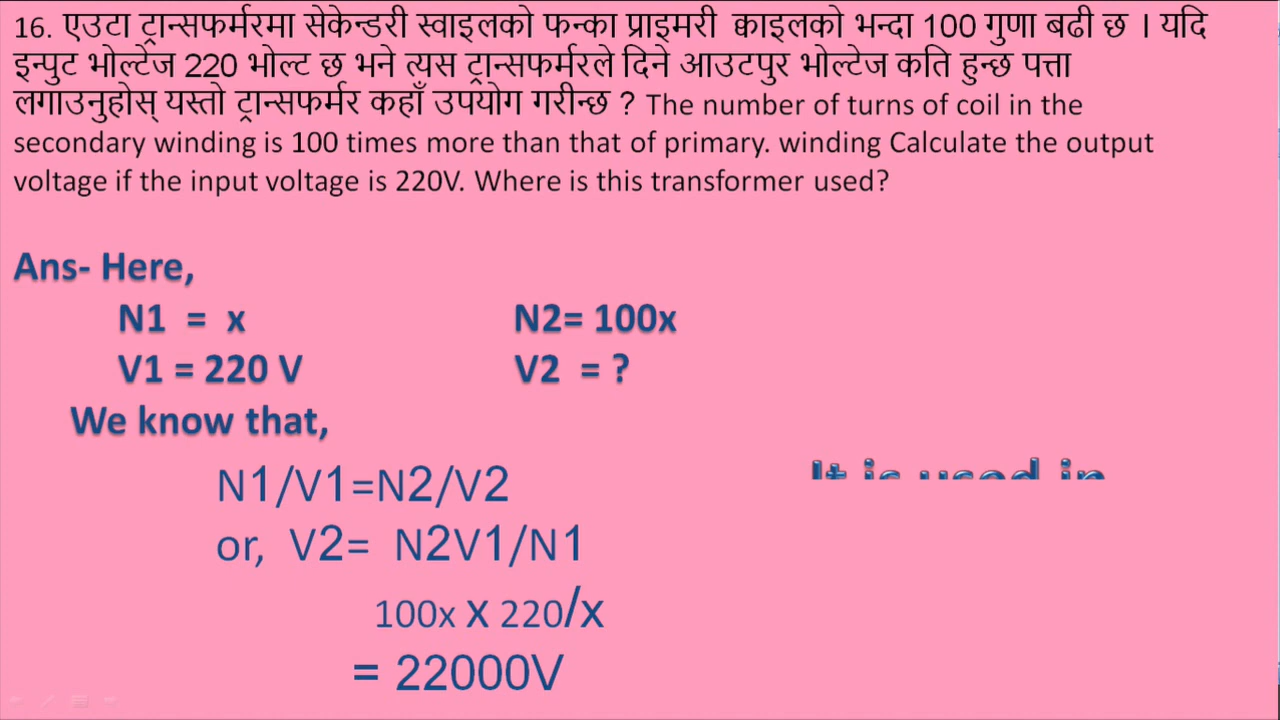 16. एउटा ट्रान्सफर्मरमा सेकेन्डरी स्वाइलको फन्का प्राइमरी क्वाइलको भन्दा 100 गुणा बढी छ । यदि
इन्पुट भोल्टेज 220 भोल्ट छ भने त्यस ट्रान्सफर्मरले दिने आउटपुर भोल्टेज कति हुन्छ पत्ता
लगाउनुहोस् यस्तो ट्रान्सफर्मर कहाँ उपयोग गरीन्छ ? The number of turns of coil in the
secondary winding is 100 times more than that of primary. winding Calculate the output
voltage if the input voltage is 220V. Where is this transformer used?
Ans- Here,
N1 = x N2= 100x
V1 = 220 V V2 = ?
We know that,
N1/V1=N2/V2
It is used in
or, V2= N2V1/N1
100x x 220/x
= 22000V